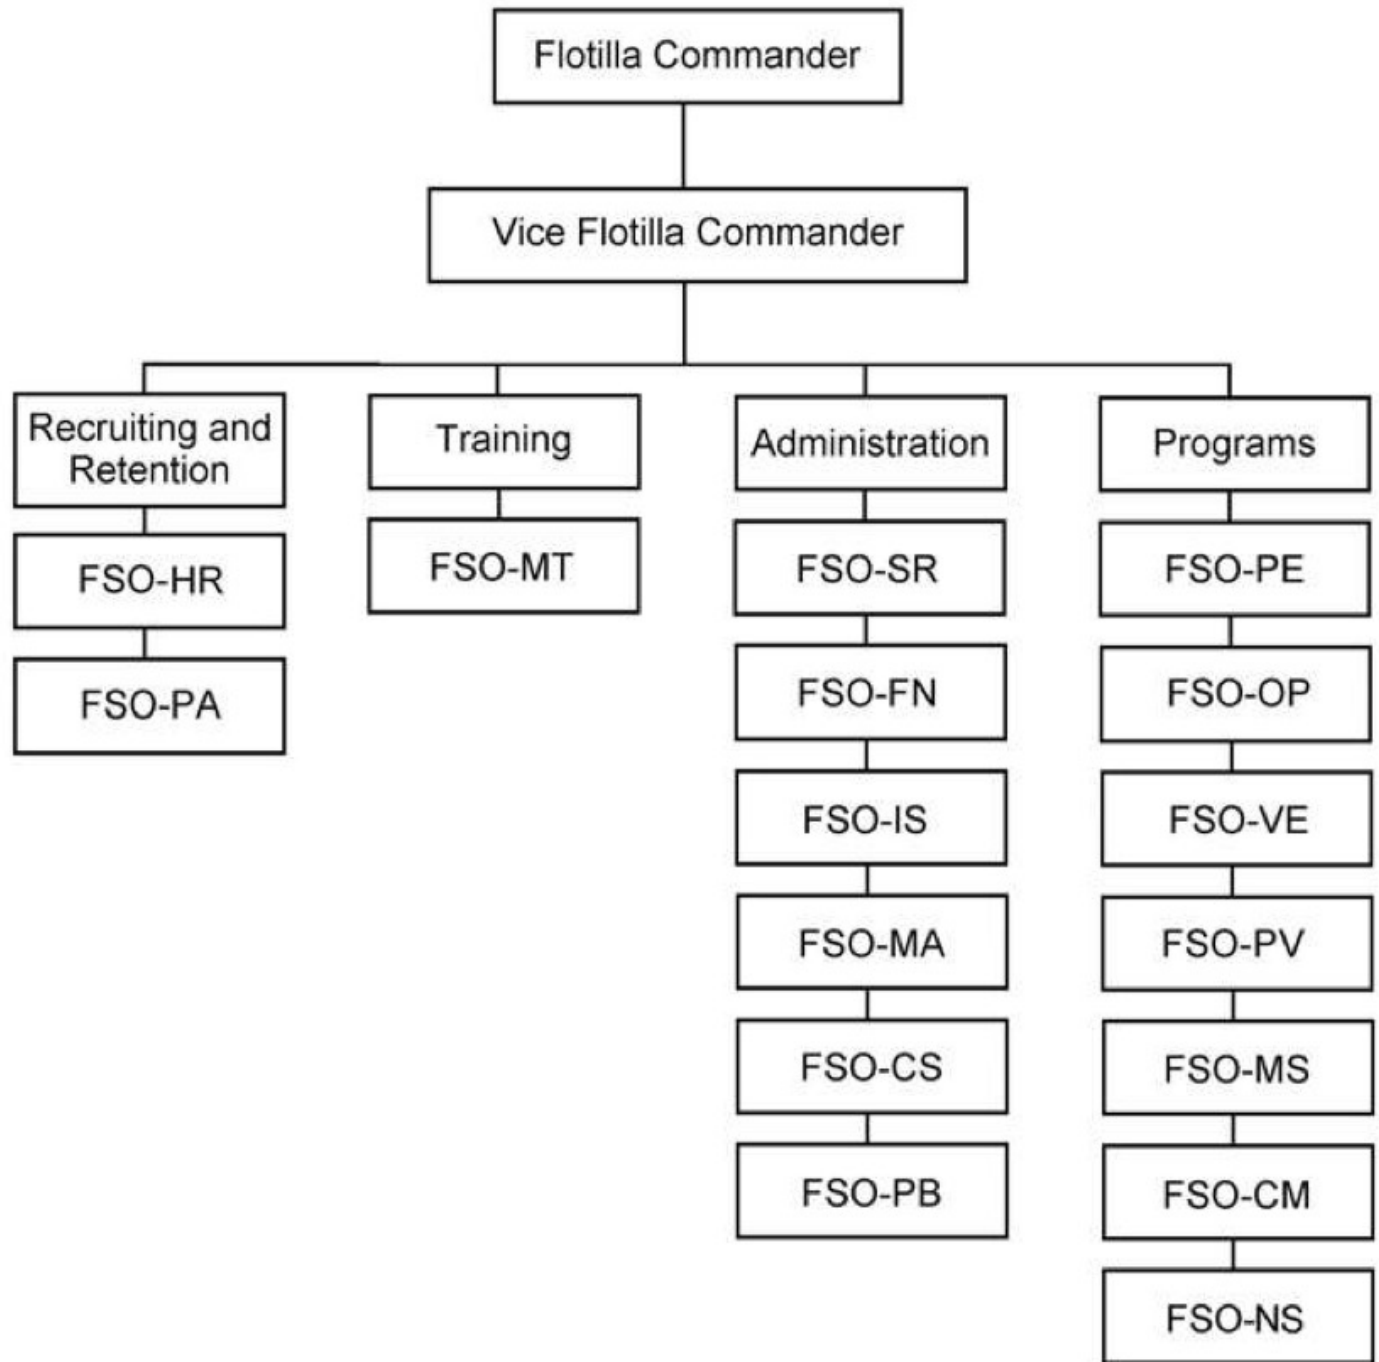 Flotilla Commander
Vice Flotilla Commander
Recruiting and
Retention
FSO-HR
FSO-PA
Training
FSO-MT
Administration
FSO-SR
FSO-FN
FSO-IS
FSO-MA
FSO-CS
FSO-PB
Programs
FSO-PE
FSO-OP
FSO-VE
FSO-PV
FSO-MS
FSO-CM
FSO-NS